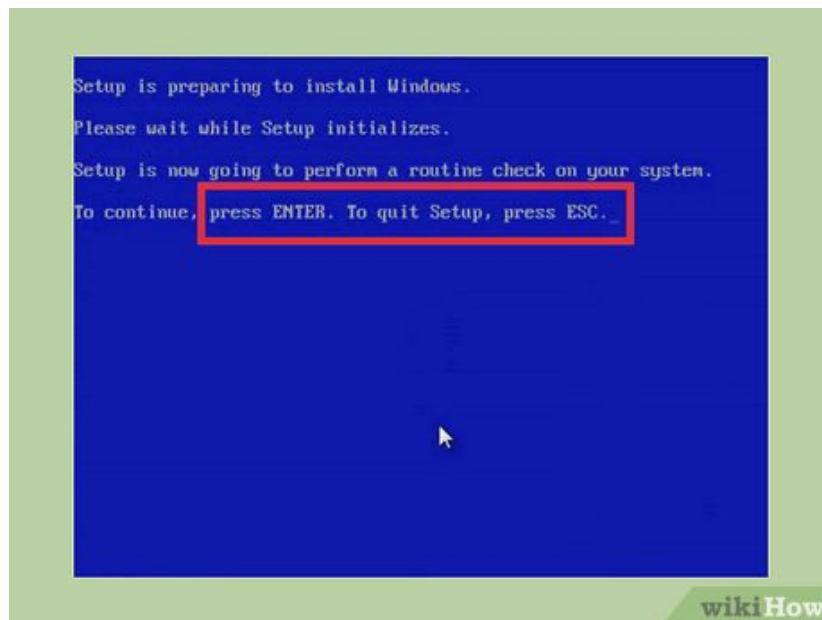 Setup is preparing to install Windows.
Please wait while Setup initializes.
Setup is now going to perform a routine check on your system.
To continue, press ENTER. To quit Setup, press ESC._
wikiHow